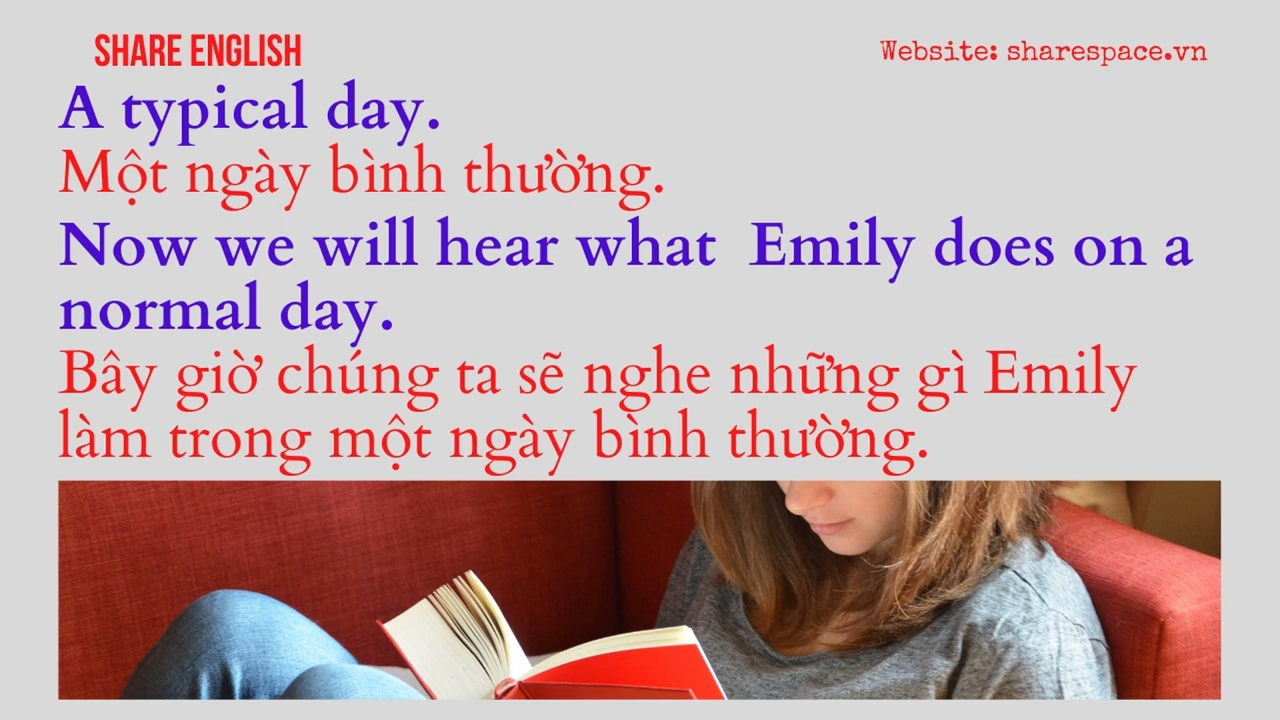 SHARE ENGLISH
Website: sharespace.vn
A typical day.
Một ngày bình thường.
Now we will hear what  Emily does on a
normal day.
Bây giờ chúng ta sẽ nghe những gì Emily
làm trong một ngày bình thường.